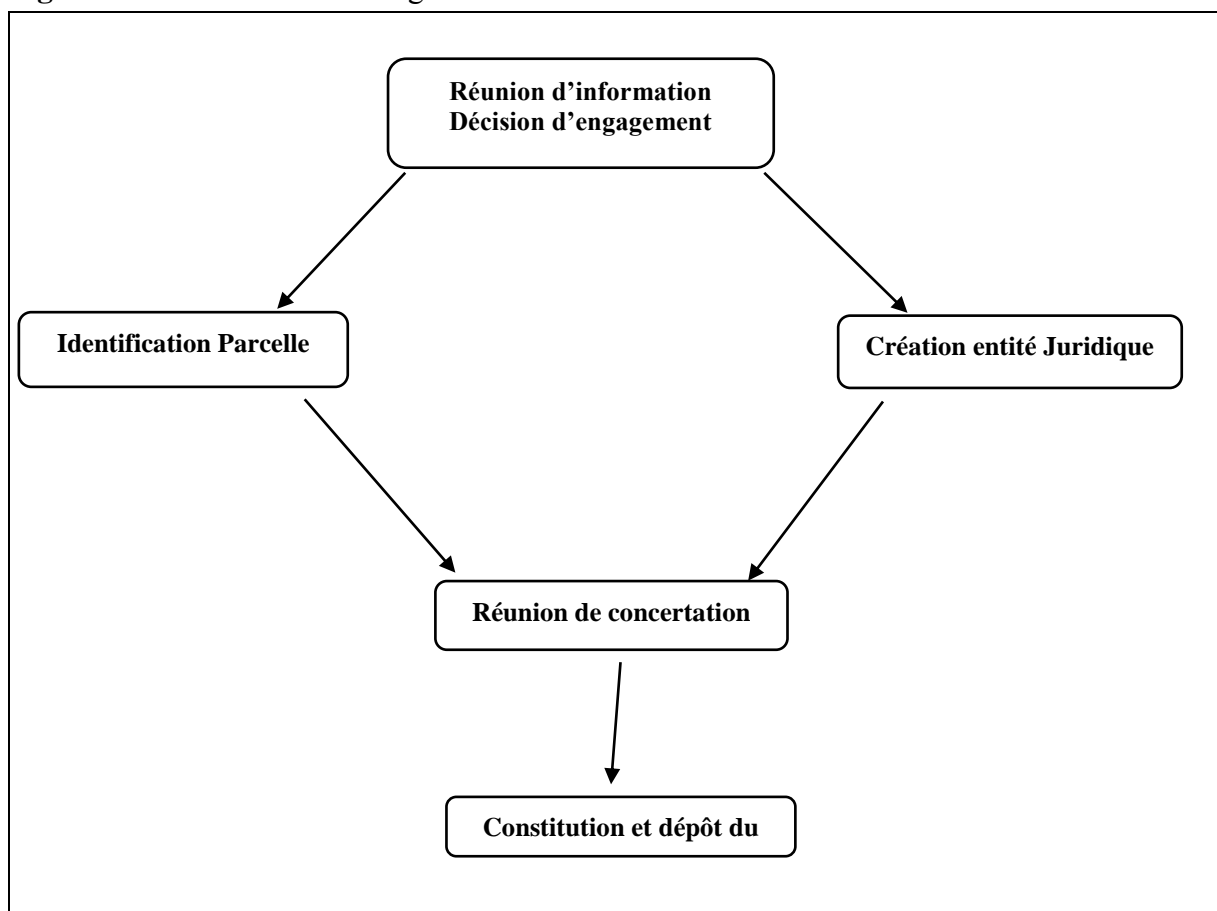 Réunion d’information
Décision d’engagement
Identification Parcelle
Création entité Juridique
Réunion de concertation
Constitution et dépôt du